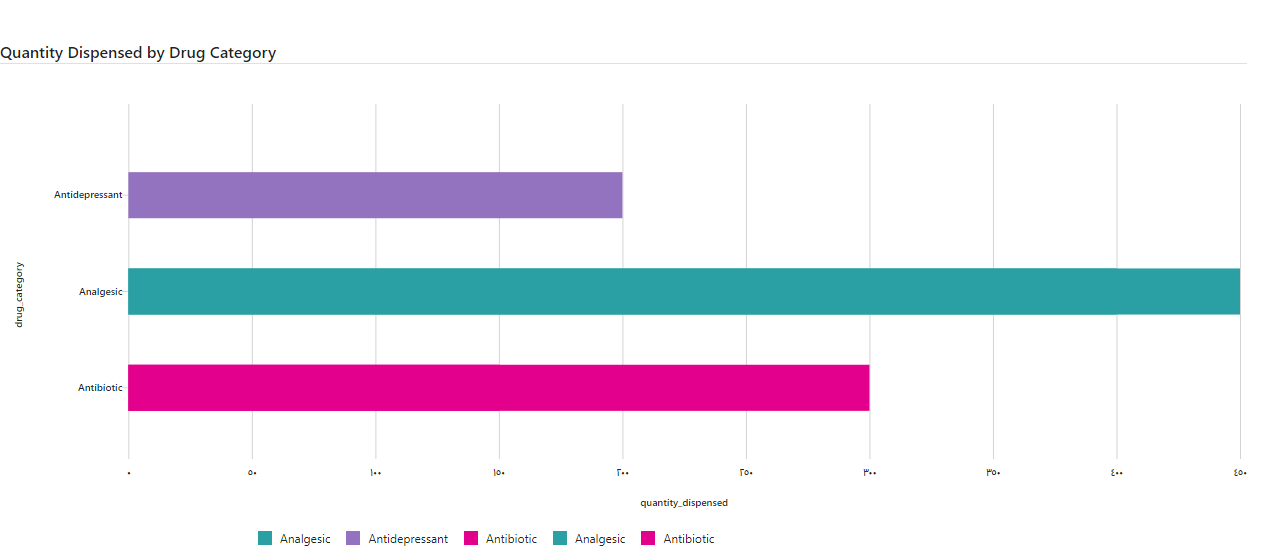 Quantity Dispensed by Drug Category
Antidepressant
Analgesic
Antibiotic
drug_category
٠ ٥٠ ١٠٠ ١٥٠ ٢٠٠ ٢٥٠ ٣٠٠ ٣٥٠ ٤٠٠ ٤٥٠
quantity_dispensed
Analgesic Antidepressant Antibiotic Analgesic Antibiotic